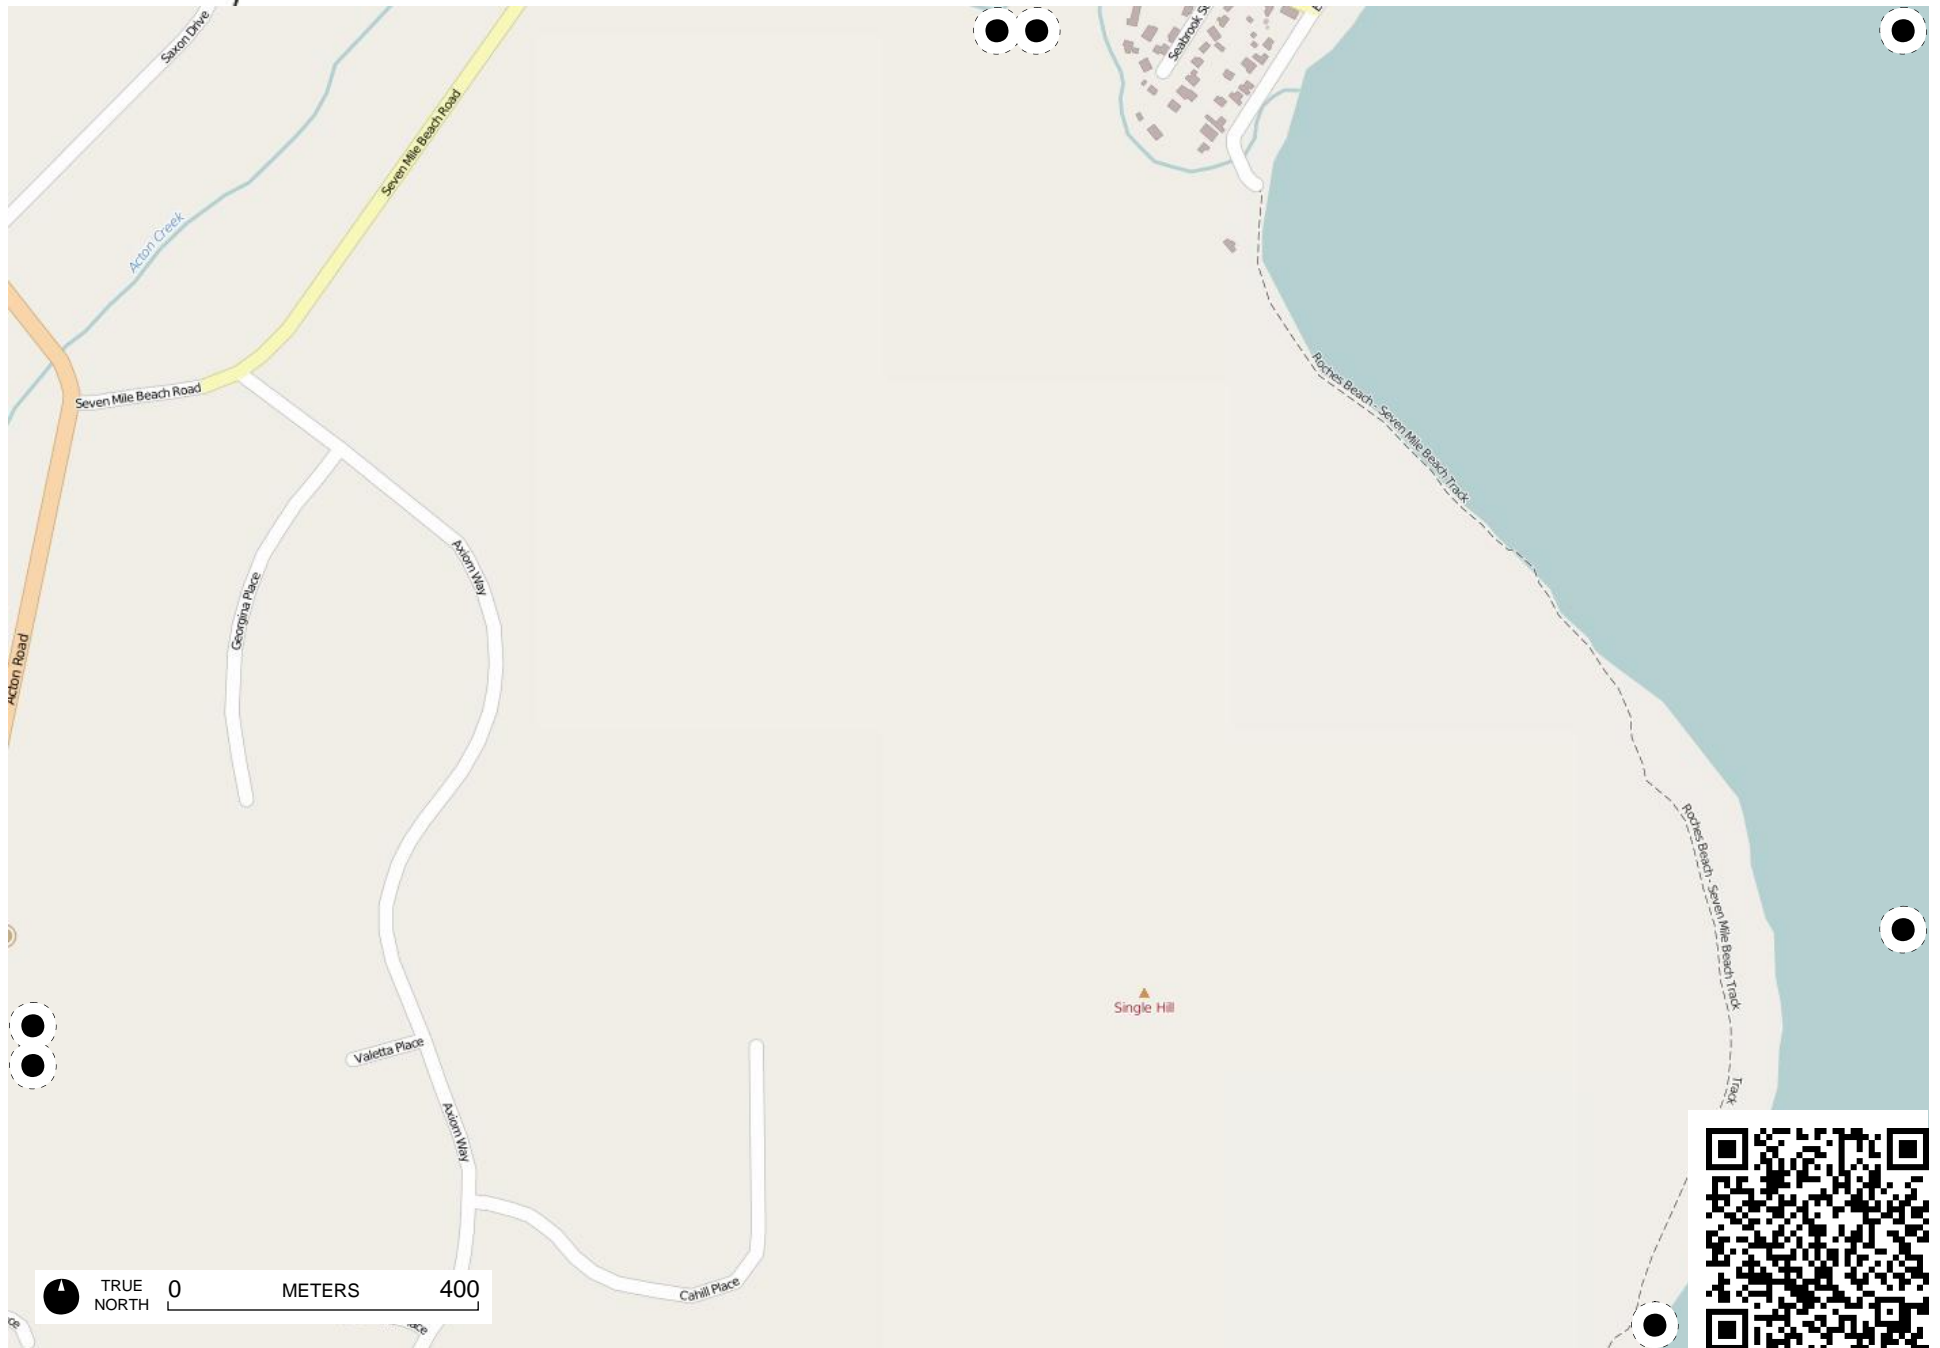 Saxon Drive
Seabrook
Seven Mile Beach Road
Acton Creek
Seven Mile Beach Road
Roches Beach - Seven Mile Beach Track
Axiom Way
Georgina Place
Acton Road
Roches Beach - Seven Mile Beach Track
Single Hill
Valetta Place
Track
Axiom Way
Cahill Place
TRUE
NORTH
0 METERS 400